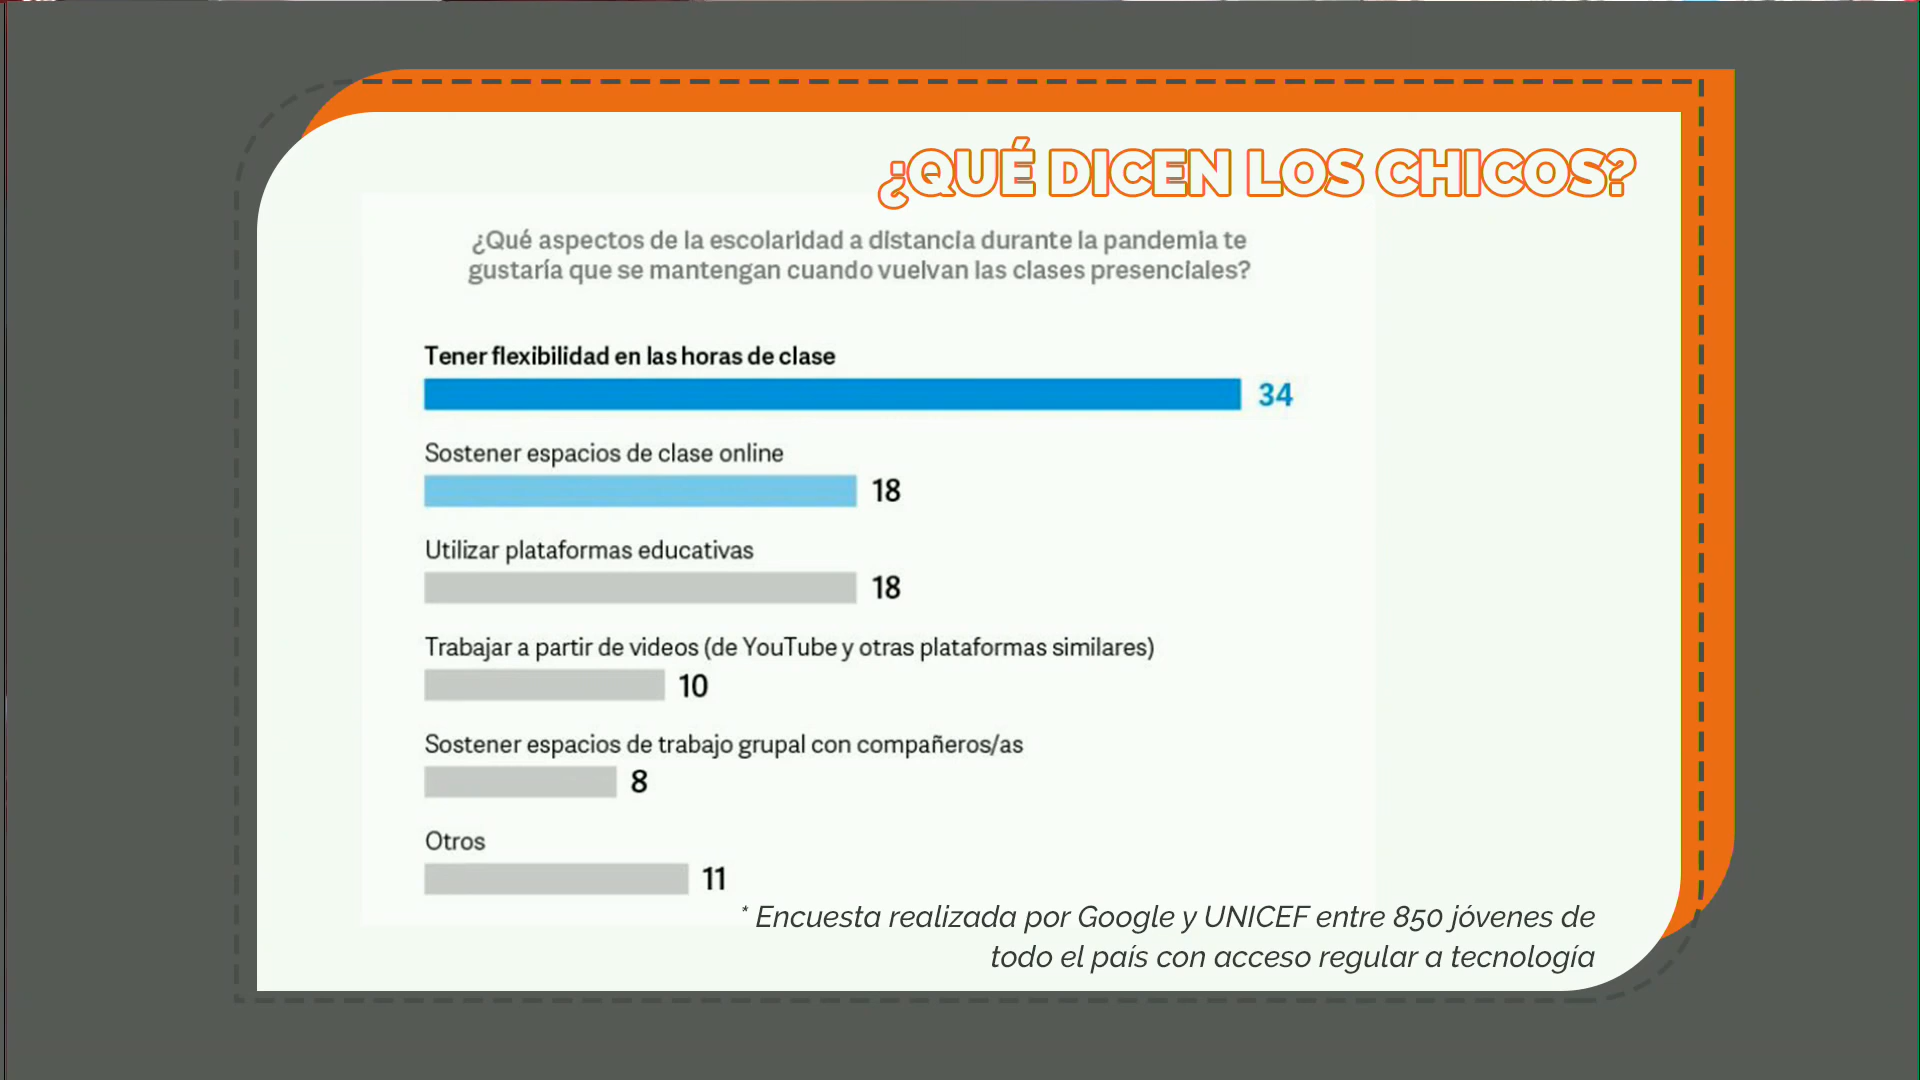 ¿QUÉ DICEN LOS CHICOS?
¿Qué aspectos de la escolaridad a distancia durante la pandemia te
gustaría que se mantengan cuando vuelvan las clases presenciales?
Tener flexibilidad en las horas de clase
34
Sostener espacios de clase online
18
Utilizar plataformas educativas
18
Trabajar a partir de videos (de YouTube y otras plataformas similares)
10
Sostener espacios de trabajo grupal con compañeros/as
8
Otros
11
* Encuesta realizada por Google y UNICEF entre 850 jóvenes de
todo el país con acceso regular a tecnología